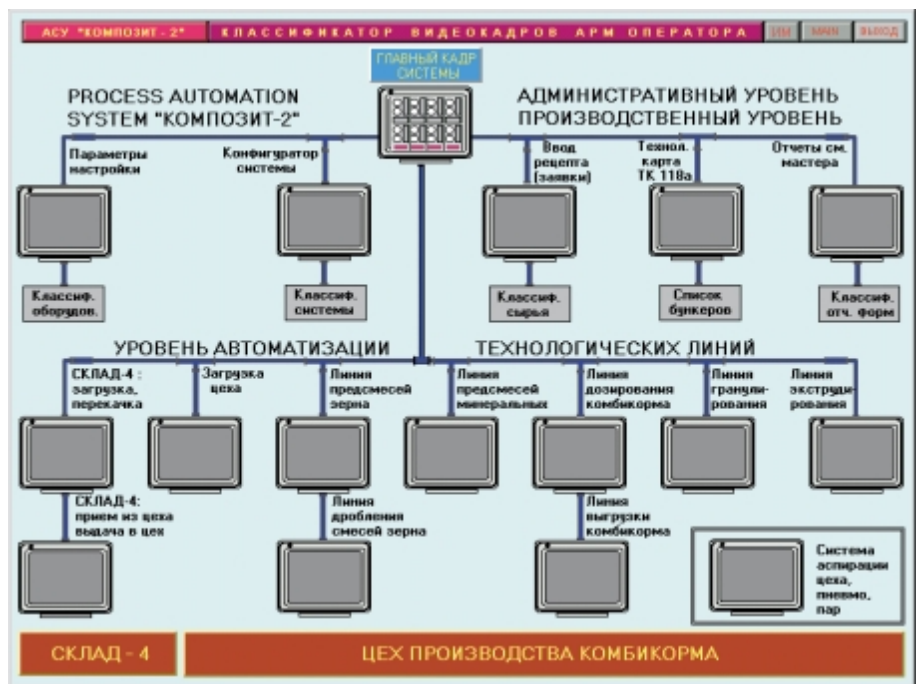 АСУ "КОМПОЗИТ - 2" КЛАССИФИКАТОР ВИДЕОКАДРОВ АРМ ОПЕРАТОРА MAIN ВЫХОД
ГЛАВНЫЙ КАДР
СИСТЕМЫ
PROCESS AUTOMATION
SYSTEM "КОМПОЗИТ-2"
АДМИНИСТРАТИВНЫЙ УРОВЕНЬ
ПРОИЗВОДСТВЕННЫЙ УРОВЕНЬ
Параметры
настройки
Конфигуратор
системы
Ввод
рецепта
(заявки)
Технол.
карта
ТК 118а
Отчеты см.
мастера
Классиф.
оборудов.
Классиф.
системы
Классиф.
сырья
Список
бункеров
Классиф.
отч. форм
УРОВЕНЬ АВТОМАТИЗАЦИИ
ТЕХНОЛОГИЧЕСКИХ ЛИНИЙ
СКЛАД-4 :
загрузка,
перекачка
Загрузка
цеха
Линия
предсмесей
зерна
Линия
предсмесей
минеральных
Линия
дозирования
комбикорма
Линия
гранули-
рования
Линия
экструди-
рования
СКЛАД-4:
прием из цеха
выдача в цех
Линия
дробления
смесей зерна
Линия
выгрузки
комбикорма
Система
аспирации
цеха,
пневмо,
пар
СКЛАД - 4
ЦЕХ ПРОИЗВОДСТВА КОМБИКОРМА